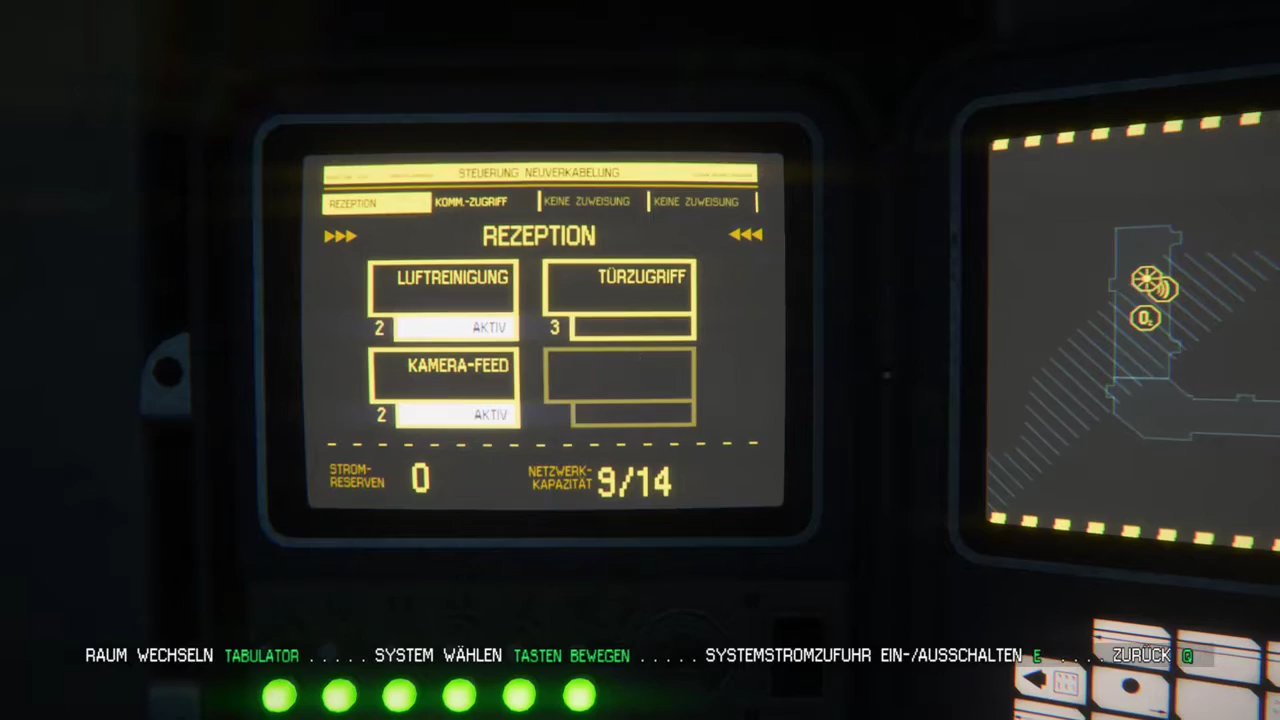 STEUERUNG NEUVERKABELUNG
REZEPTION KOMM.-ZUGRIFF KEINE ZUWEISUNG KEINE ZUWEISUNG
REZEPTION
LUFTREINIGUNG TÜRZUGRIFF
2 AKTIV 3
KAMERA-FEED
2 AKTIV
STROM-
RESERVEN 0
NETZWERK-
KAPAZITÄT 9/14
O2
RAUM WECHSELN TABULATOR ..... SYSTEM WÄHLEN TASTEN BEWEGEN ..... SYSTEMSTROMZUFUHR EIN-/AUSSCHALTEN E ..... ZURÜCK Q